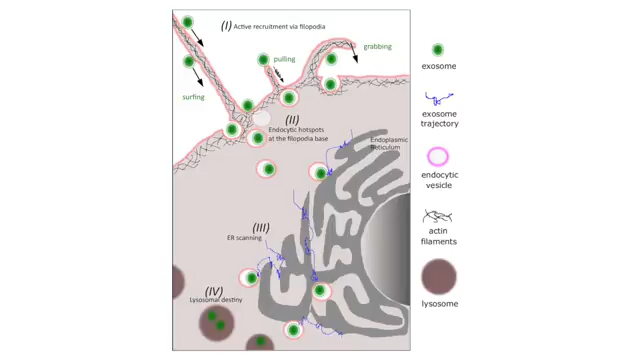 (I) Active recruitment via filopodia
grabbing
pulling
surfing
(II)
Endocytic hotspots
at the filopodia base
Endoplasmic
Reticulum
(III)
ER scanning
(IV)
Lysosomal destiny
exosome
exosome
trajectory
endocytic
vesicle
actin
filaments
lysosome